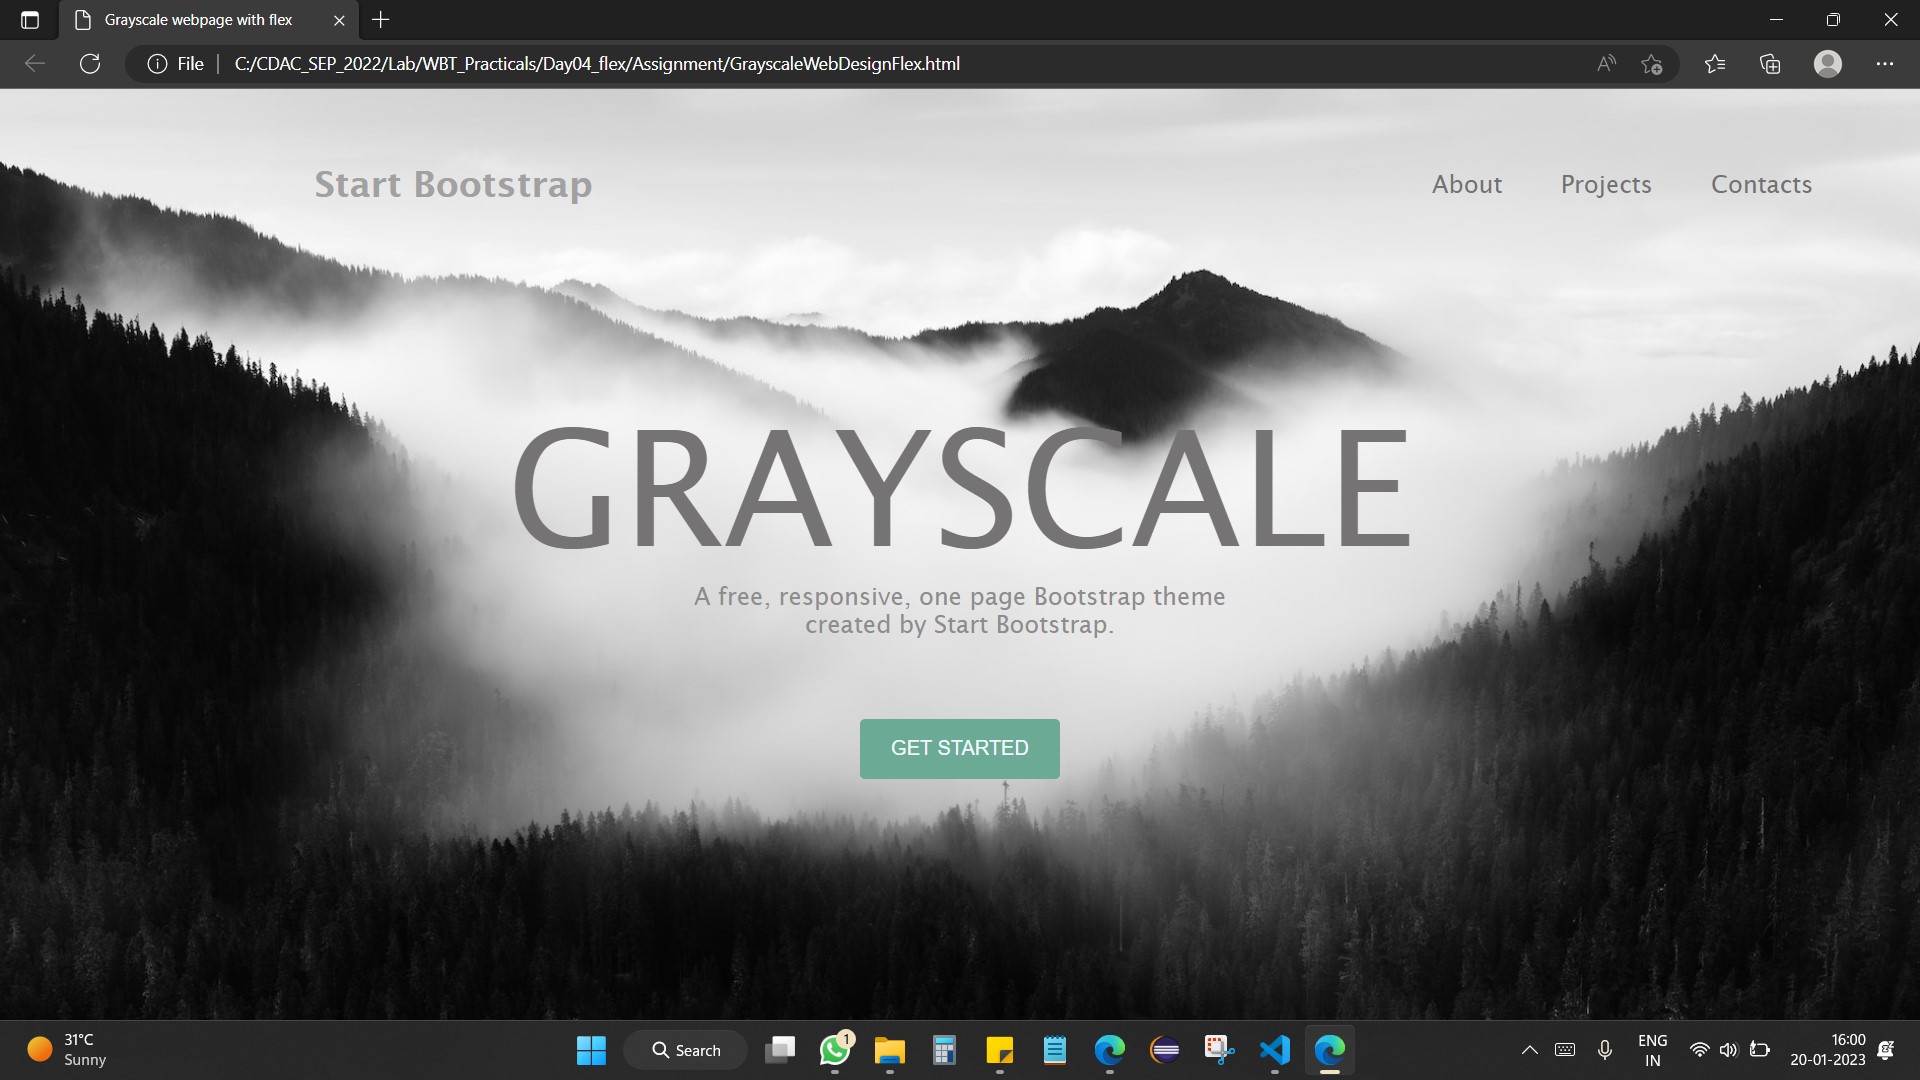 Grayscale webpage with flex
File
C:/CDAC_SEP_2022/Lab/WBT_Practicals/Day04_flex/Assignment/GrayscaleWebDesignFlex.html
Start Bootstrap
About Projects Contacts
GRAYSCALE
A free, responsive, one page Bootstrap theme
created by Start Bootstrap.
GET STARTED
31°C
Sunny
Search
1
ENG
IN
16:00
20-01-2023